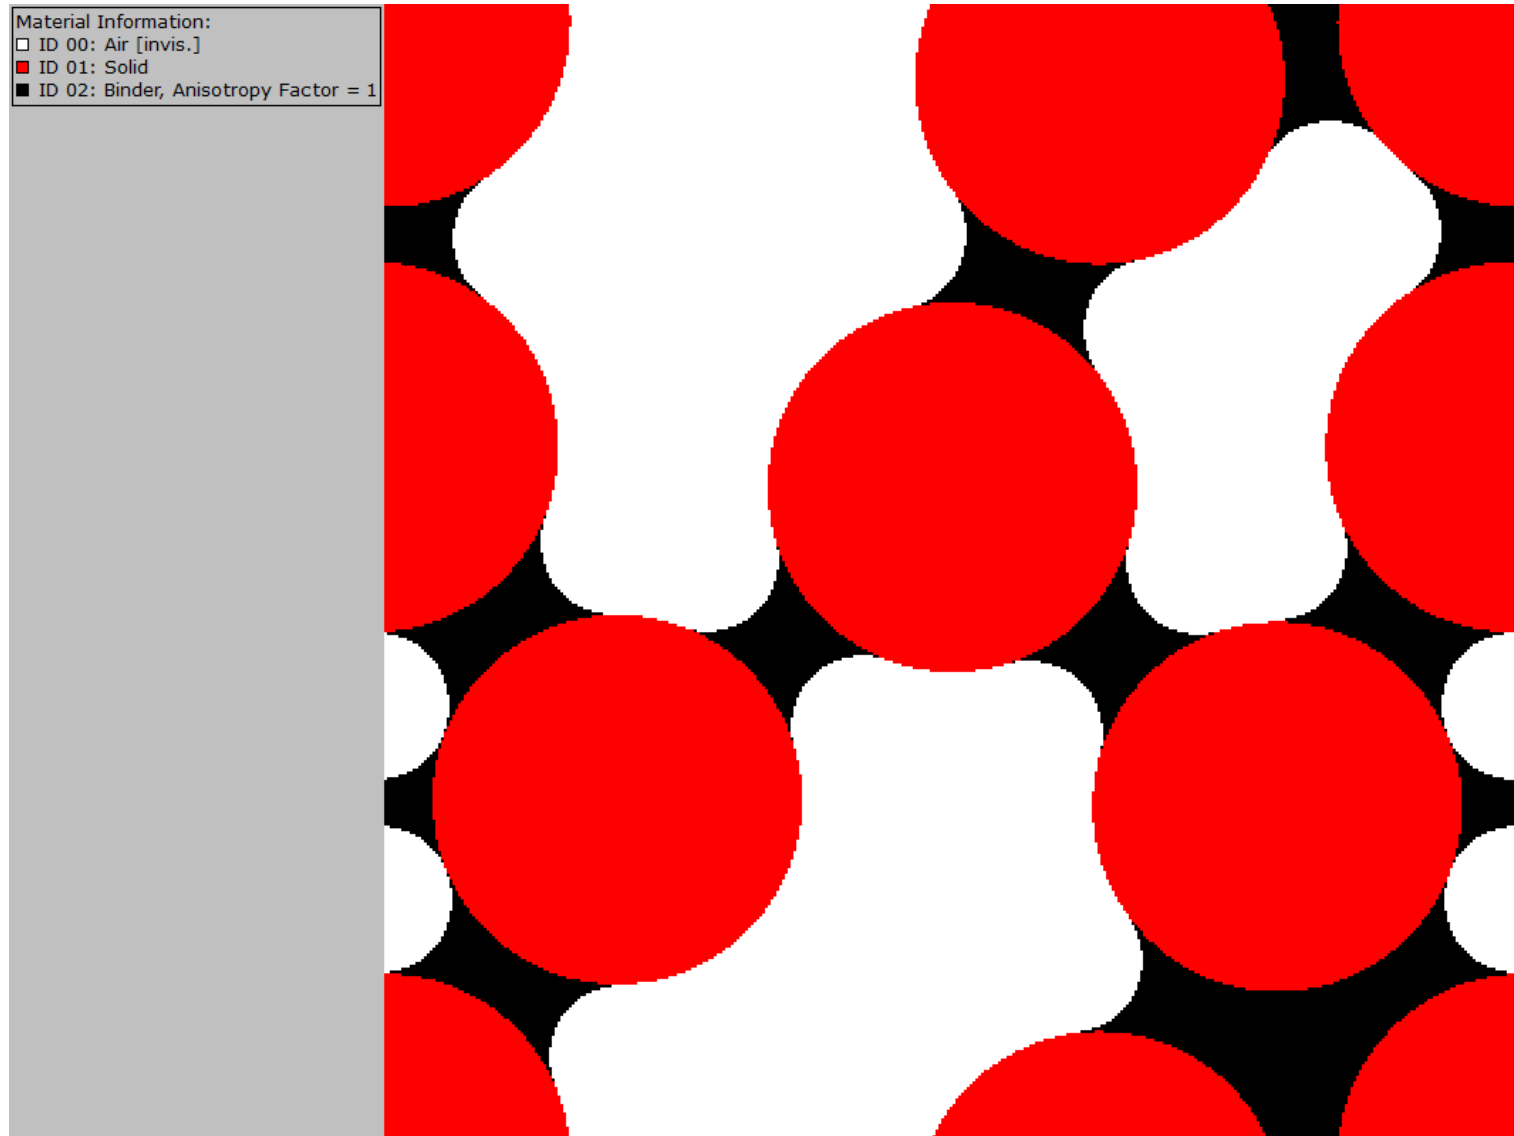 Material Information:
ID 00: Air [invis.]
ID 01: Solid
ID 02: Binder, Anisotropy Factor = 1